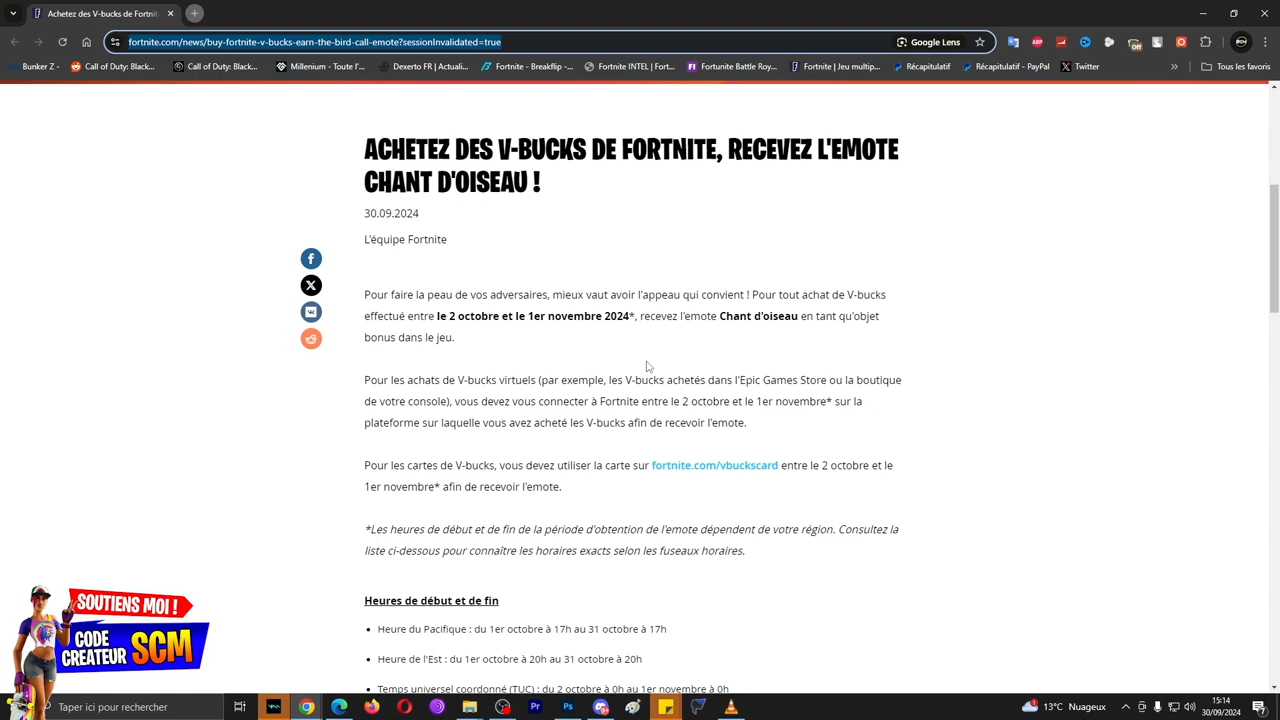 Achetez des V-Bucks de Fortnite
fortnite.com/news/buy-fortnite-v-bucks-earn-the-bird-call-emote?sessionInvalidated=true
Google Lens
Bunker Z - Red
Call of Duty: Black...
Call of Duty: Black...
Millenium - Toute l'...
Dexerto FR | Actuali...
Fortnite - Breakflip -...
Fortnite INTEL | Fort...
Fortnite Battle Roy...
Fortnite | Jeu multip...
Récapitulatif
Récapitulatif - PayPal
Twitter
»
Tous les favoris
ACHETEZ DES V-BUCKS DE FORTNITE, RECEVEZ L'EMOTE
CHANT D'OISEAU !
30.09.2024
L'équipe Fortnite
Pour faire la peau de vos adversaires, mieux vaut avoir l'appeau qui convient ! Pour tout achat de V-bucks
effectué entre le 2 octobre et le 1er novembre 2024*, recevez l'emote Chant d'oiseau en tant qu'objet
bonus dans le jeu.
Pour les achats de V-bucks virtuels (par exemple, les V-bucks achetés dans l'Epic Games Store ou la boutique
de votre console), vous devez vous connecter à Fortnite entre le 2 octobre et le 1er novembre* sur la
plateforme sur laquelle vous avez acheté les V-bucks afin de recevoir l'emote.
Pour les cartes de V-bucks, vous devez utiliser la carte sur fortnite.com/vbuckscard entre le 2 octobre et le
1er novembre* afin de recevoir l'emote.
*Les heures de début et de fin de la période d'obtention de l'emote dépendent de votre région. Consultez la
liste ci-dessous pour connaître les horaires exacts selon les fuseaux horaires.
Heures de début et de fin
Heure du Pacifique : du 1er octobre à 17h au 31 octobre à 17h
Heure de l'Est : du 1er octobre à 20h au 31 octobre à 20h
Temps universel coordonné (TUC) : du 2 octobre à 0h au 1er novembre à 0h
SOUTIENS MOI !
CODE
CREATEUR SCM
Taper ici pour rechercher
13°C Nuageux
15:14
30/09/2024